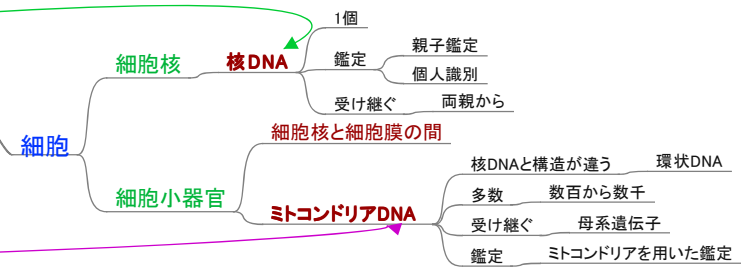 細胞
細胞核
核DNA
1個
鑑定
親子鑑定
個人識別
受け継ぐ
両親から
細胞小器官
細胞核と細胞膜の間
ミトコンドリアDNA
核DNAと構造が違う
環状DNA
多数
数百から数千
受け継ぐ
母系遺伝子
鑑定
ミトコンドリアを用いた鑑定